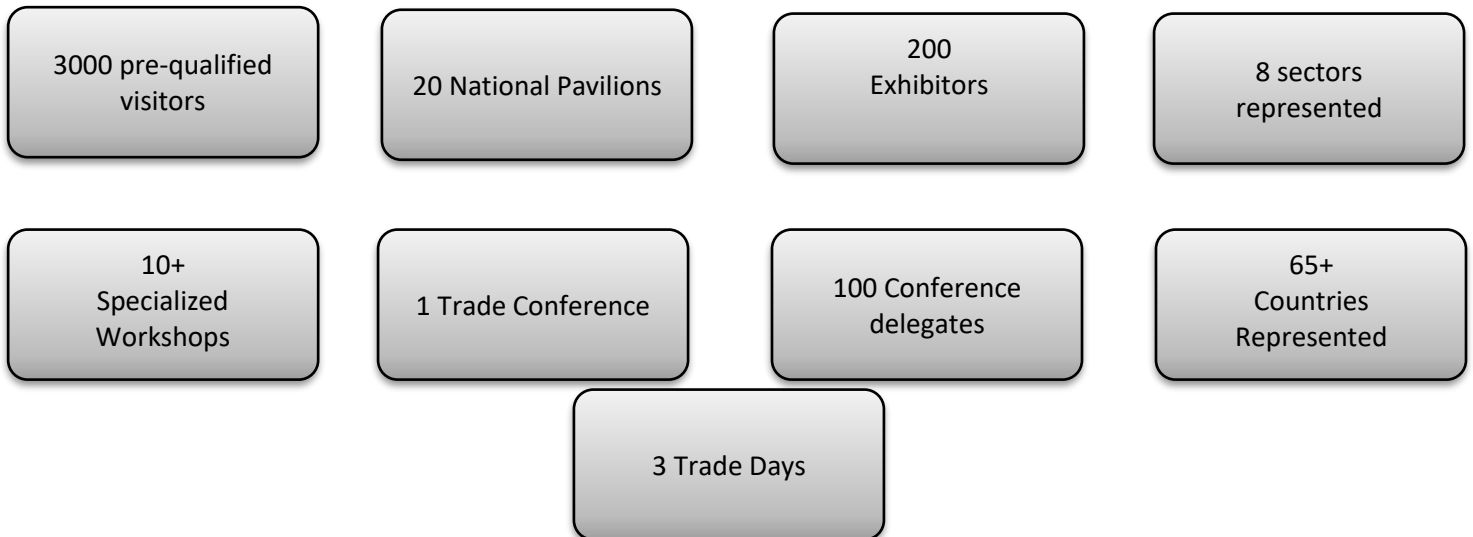 3000 pre-qualified
visitors
20 National Pavilions
200
Exhibitors
8 sectors
represented
10+
Specialized
Workshops
1 Trade Conference
100 Conference
delegates
65+
Countries
Represented
3 Trade Days